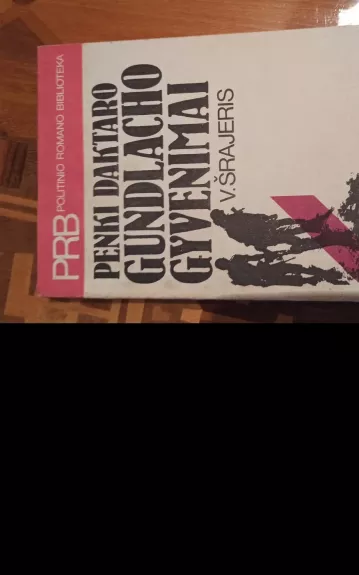 PRB POLITINIO ROMANO BIBLIOTEKA
PENKI DAKTARO
GUNDLACHO
GYVENIMAI
V. ŠRAJERIS